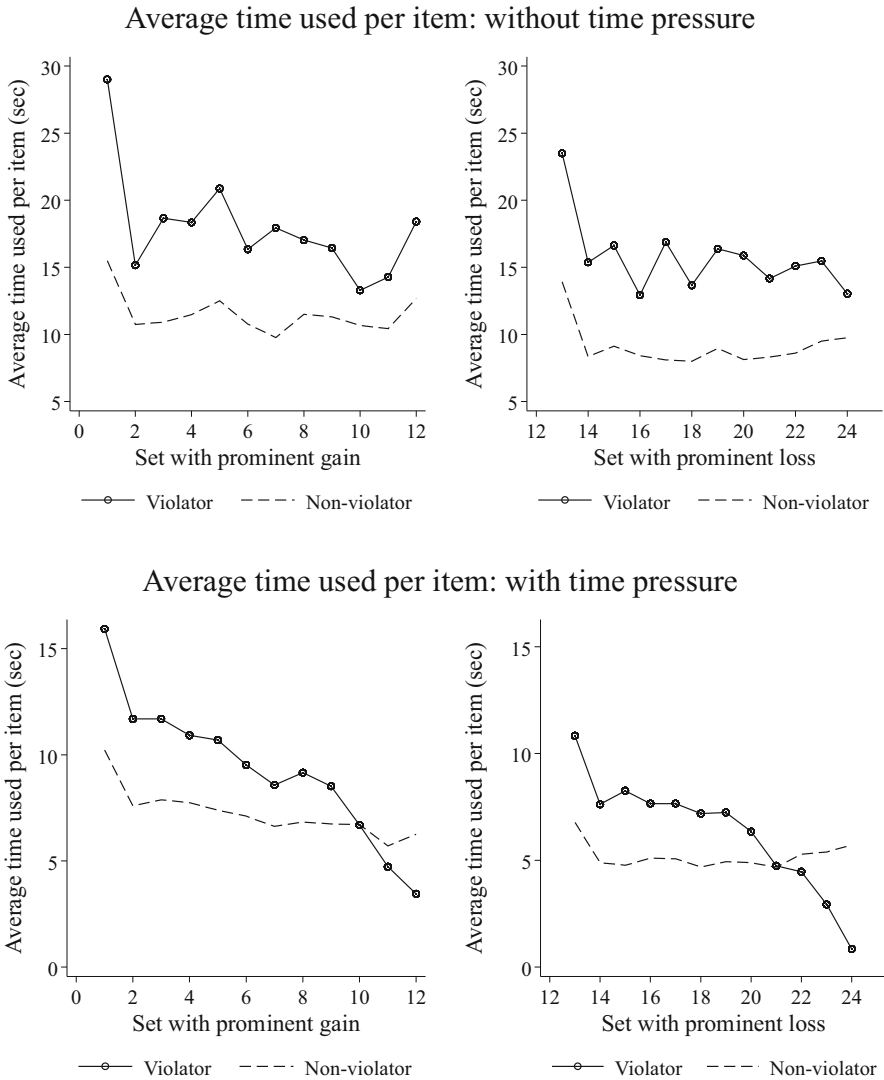 Average time used per item: without time pressure
Average time used per item (sec)
30
25
20
15
10
5
0 2 4 6 8 10 12
Set with prominent gain
Violator Non-violator
Average time used per item (sec)
30
25
20
15
10
5
12 14 16 18 20 22 24
Set with prominent loss
Violator Non-violator
Average time used per item: with time pressure
Average time used per item (sec)
15
10
5
0
0 2 4 6 8 10 12
Set with prominent gain
Violator Non-violator
Average time used per item (sec)
15
10
5
0
12 14 16 18 20 22 24
Set with prominent loss
Violator Non-violator